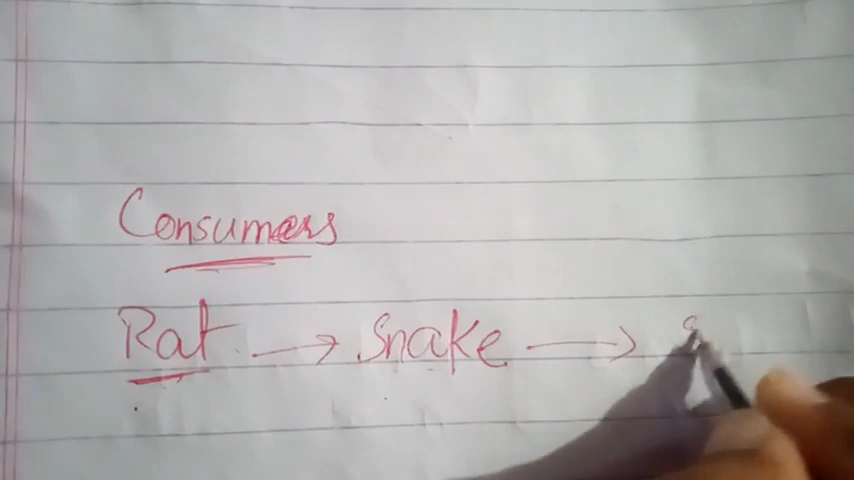 Consumers
Rat → Snake →